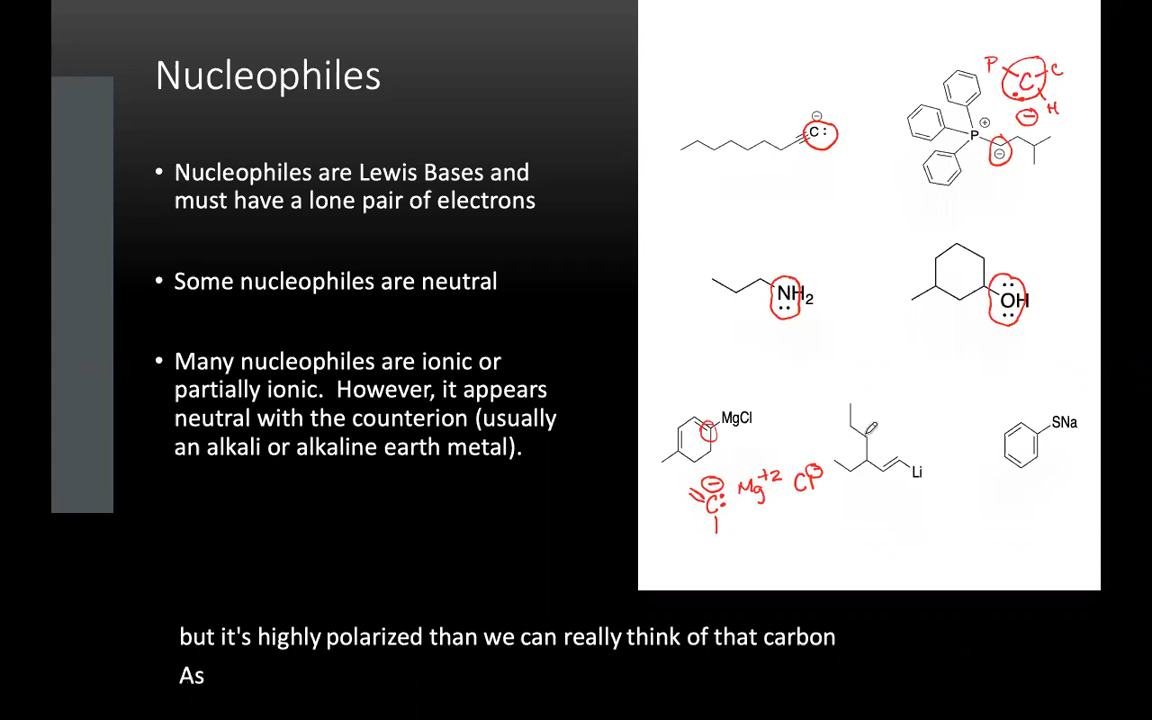 Nucleophiles
• Nucleophiles are Lewis Bases and
must have a lone pair of electrons
• Some nucleophiles are neutral
• Many nucleophiles are ionic or
partially ionic. However, it appears
neutral with the counterion (usually
an alkali or alkaline earth metal).
P C
C
H
⊖
⊖
C:
⊕
P
⊖
NH2
OH
MgCl
Li
SNa
⊖
C: Mg+2 Cl⊖
but it's highly polarized than we can really think of that carbon
As